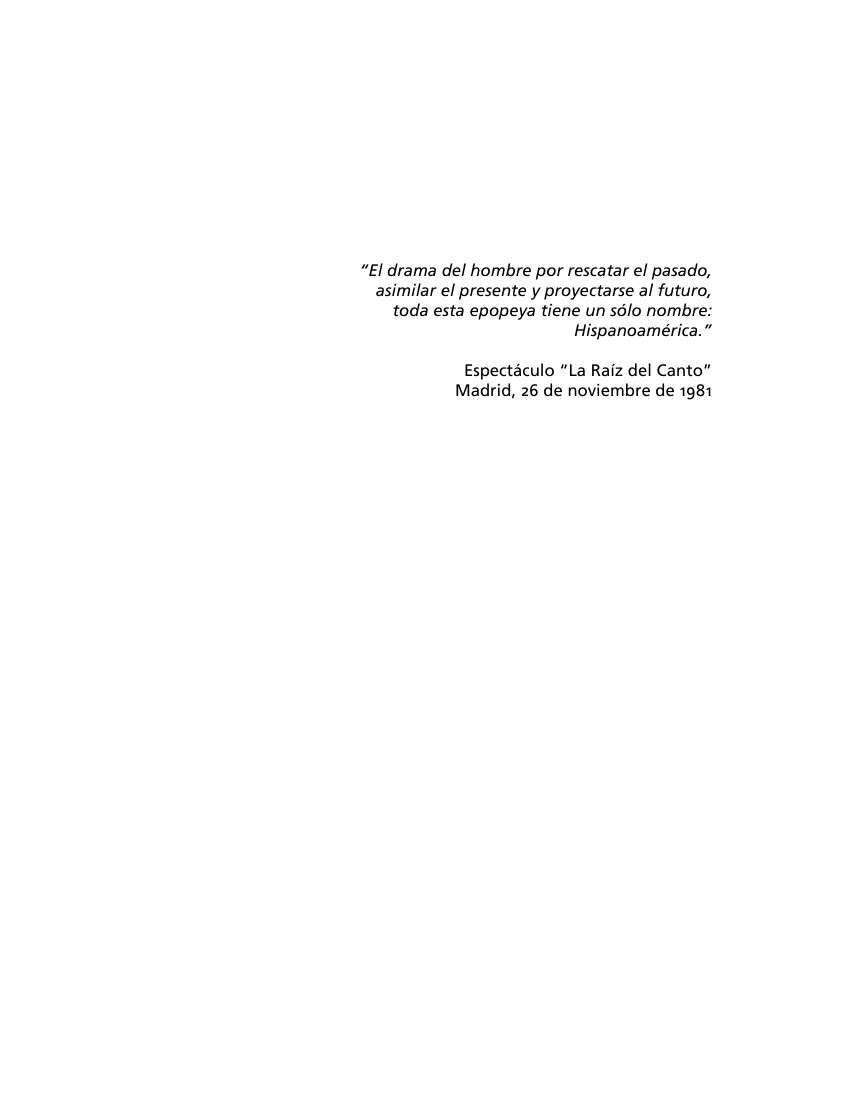 “El drama del hombre por rescatar el pasado,
asimilar el presente y proyectarse al futuro,
toda esta epopeya tiene un sólo nombre:
Hispanoamérica.”
Espectáculo “La Raíz del Canto”
Madrid, 26 de noviembre de 1981